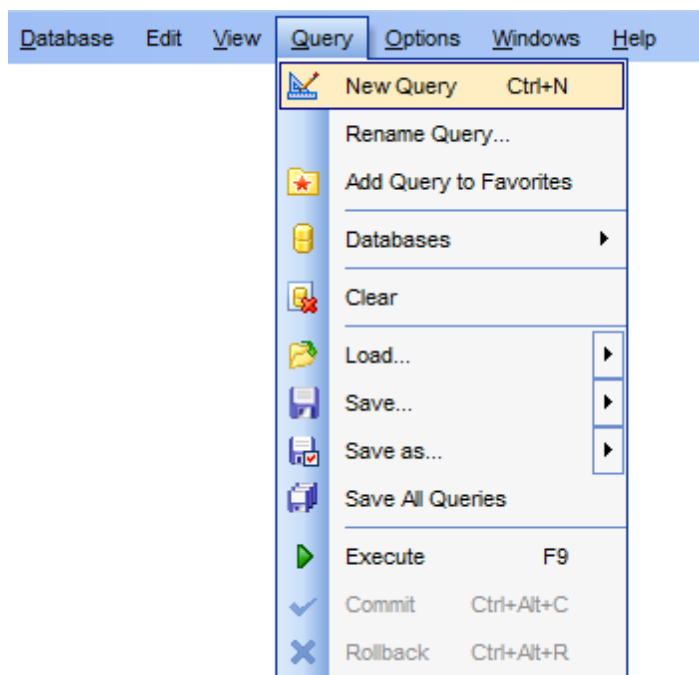 Database Edit View Query Options Windows Help
New Query Ctrl+N
Rename Query...
Add Query to Favorites
Databases
Clear
Load...
Save...
Save as...
Save All Queries
Execute F9
Commit Ctrl+Alt+C
Rollback Ctrl+Alt+R